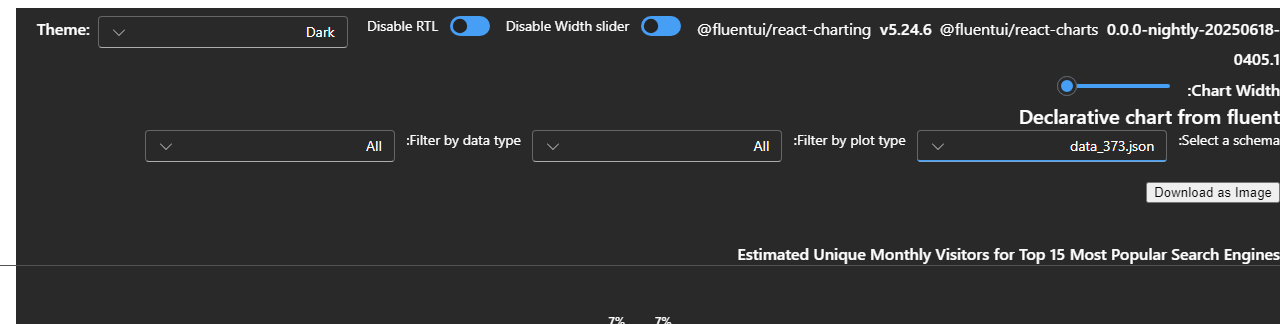 Theme: Dark Disable RTL Disable Width slider @fluentui/react-charting v5.24.6 @fluentui/react-charts 0.0.0-nightly-20250618-
0405.1
:Chart Width
Declarative chart from fluent
:Select a schema data_373.json :Filter by plot type All :Filter by data type All
Download as Image
Estimated Unique Monthly Visitors for Top 15 Most Popular Search Engines
7% 7%